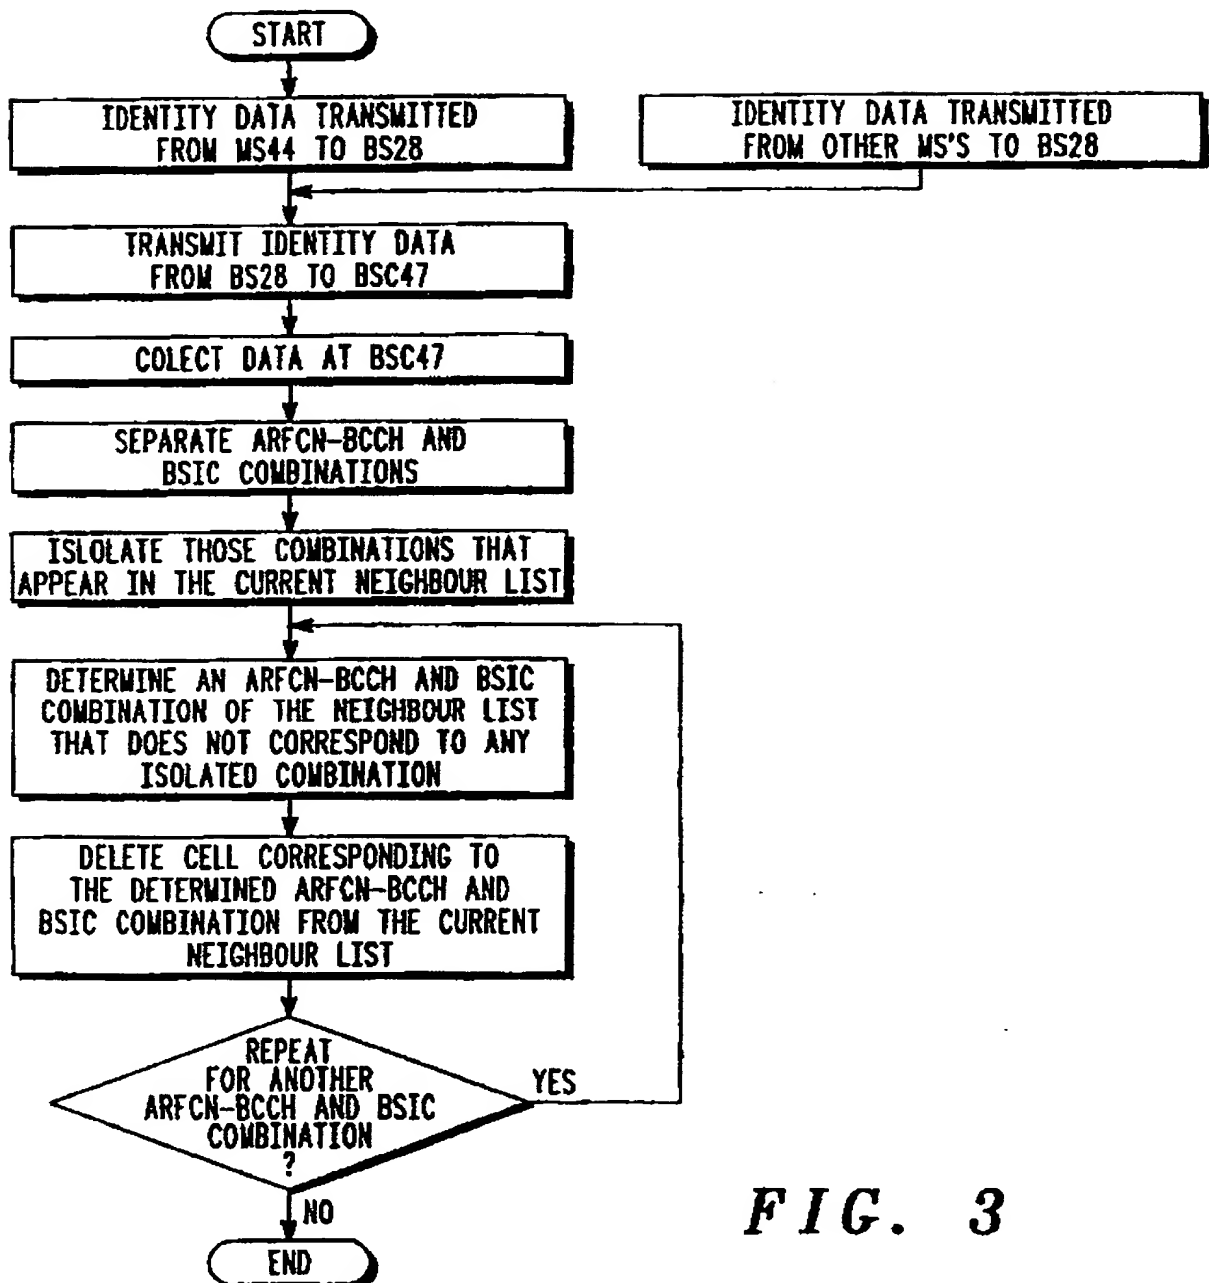 START
IDENTITY DATA TRANSMITTED
FROM MS44 TO BS28
IDENTITY DATA TRANSMITTED
FROM OTHER MS'S TO BS28
TRANSMIT IDENTITY DATA
FROM BS28 TO BSC47
COLECT DATA AT BSC47
SEPARATE ARFCN-BCCH AND
BSIC COMBINATIONS
ISLOLATE THOSE COMBINATIONS THAT
APPEAR IN THE CURRENT NEIGHBOUR LIST
DETERMINE AN ARFCN-BCCH AND BSIC
COMBINATION OF THE NEIGHBOUR LIST
THAT DOES NOT CORRESPOND TO ANY
ISOLATED COMBINATION
DELETE CELL CORRESPONDING TO
THE DETERMINED ARFCN-BCCH AND
BSIC COMBINATION FROM THE CURRENT
NEIGHBOUR LIST
REPEAT
FOR ANOTHER
ARFCN-BCCH AND BSIC
COMBINATION
?
YES
NO
END
FIG. 3